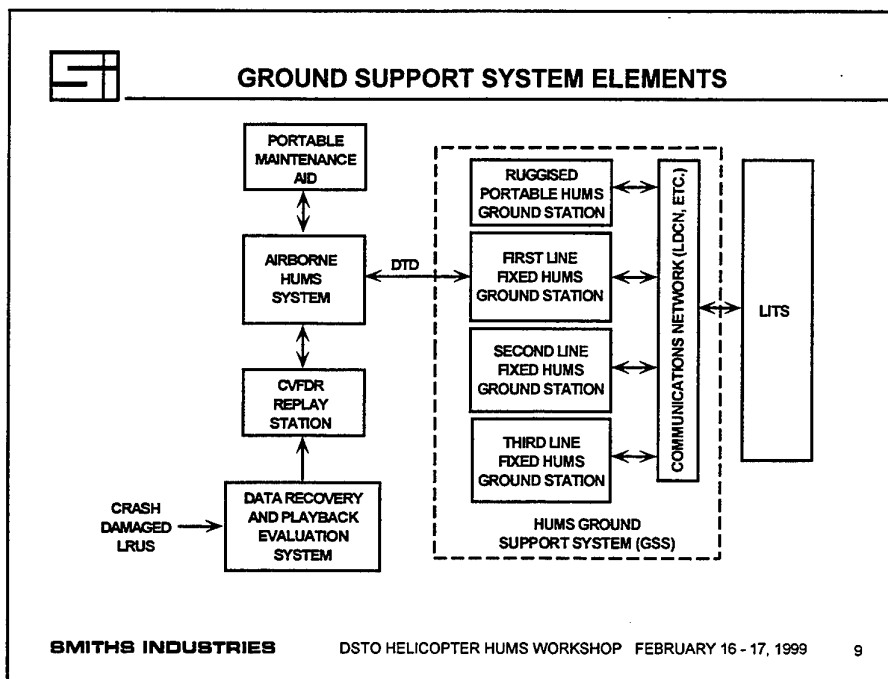 Si
GROUND SUPPORT SYSTEM ELEMENTS
PORTABLE
MAINTENANCE
AID
AIRBORNE
HUMS
SYSTEM
DTD
CVFDR
REPLAY
STATION
CRASH
DAMAGED
LRUS
DATA RECOVERY
AND PLAYBACK
EVALUATION
SYSTEM
RUGGISED
PORTABLE HUMS
GROUND STATION
FIRST LINE
FIXED HUMS
GROUND STATION
SECOND LINE
FIXED HUMS
GROUND STATION
THIRD LINE
FIXED HUMS
GROUND STATION
HUMS GROUND
SUPPORT SYSTEM (GSS)
COMMUNICATIONS NETWORK (LDCN, ETC.)
LITS
SMITHS INDUSTRIES
DSTO HELICOPTER HUMS WORKSHOP FEBRUARY 16 - 17, 1999
9